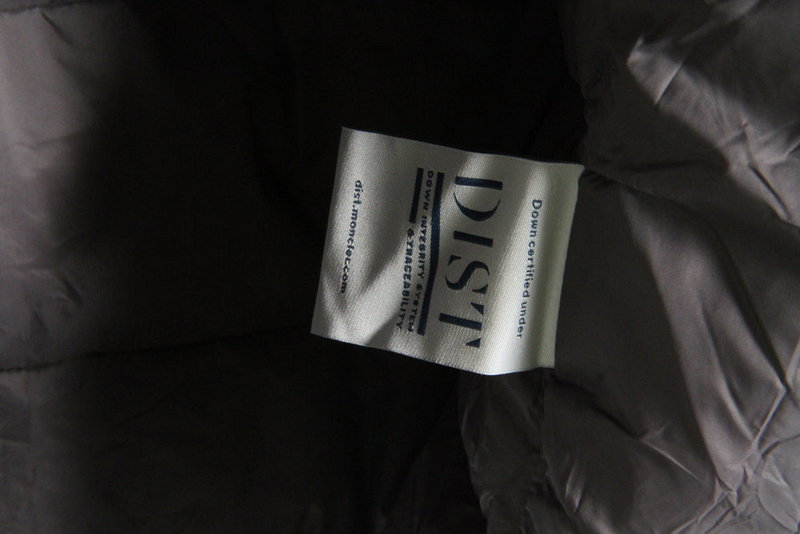 Down certified under
DIST
DOWN INTEGRITY SYSTEM
& TRACEABILITY
dist.moncler.com